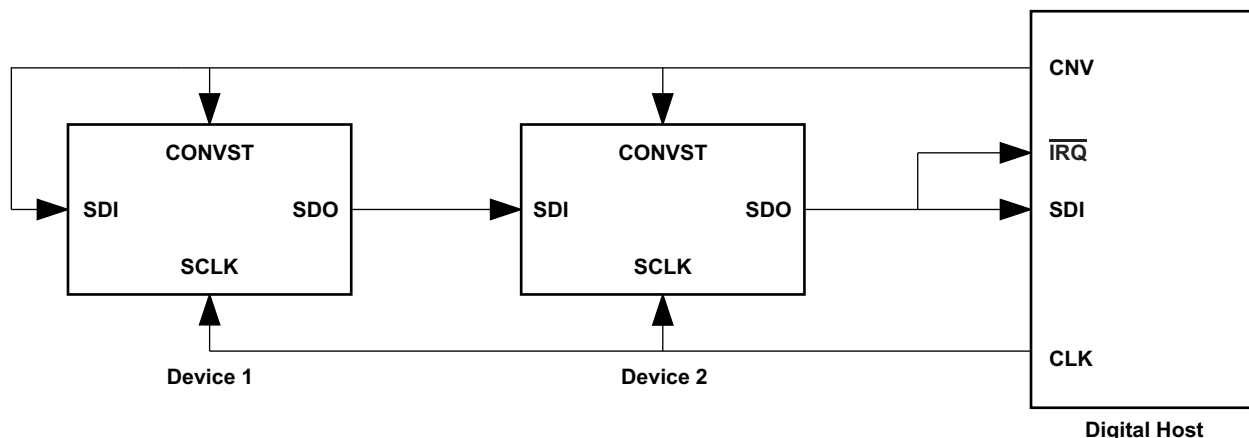 CNV
CONVST
CONVST
IRQ
SDI
SDO
SDI
SDO
SDI
SCLK
SCLK
CLK
Device 1
Device 2
Digital Host